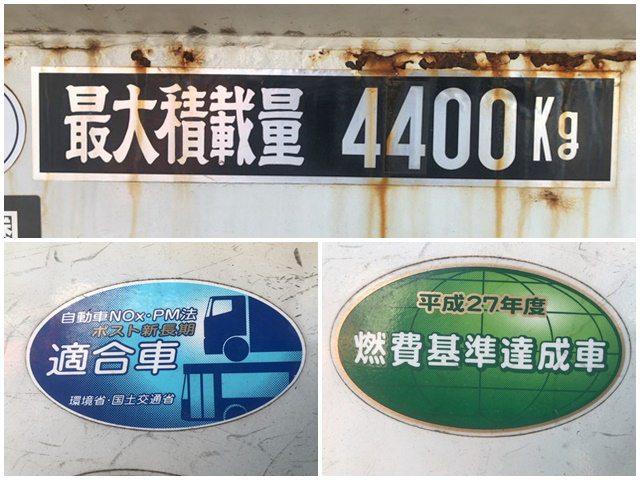 最大積載量 4400Kg
自動車NOx・PM法
ポスト新長期
適合車
環境省・国土交通省
平成27年度
燃費基準達成車